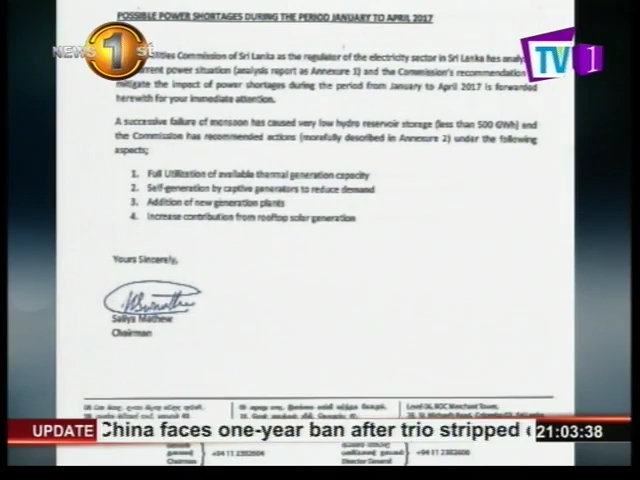 POSSIBLE POWER SHORTAGES DURING THE PERIOD JANUARY TO APRIL 2017
NEWS 1st
TV 1
Commission of Sri Lanka as the regulator of the electricity sector in Sri Lanka has
power situation (analysis report as Annexure 1) and the Commission's recommendation
mitigate the impact of power shortages during the period from January to April 2017 is forwarded
herewith for your immediate attention.
A successive failure of monsoon has caused very low hydro reservoir storage (less than 500 GWh) and
the Commission has recommended actions (morefully described in Annexure 2) under the following
aspects;
1. Full Utilization of available thermal generation capacity
2. Self-generation by captive generators to reduce demand
3. Addition of new generation plants
4. Increase contribution from rooftop solar generation
Yours Sincerely,
Saliya Mathew
Chairman
Level 06, BOC Merchant Tower,
UPDATE China faces one-year ban after trio stripped 21:03:38
Chairman +94 11 2392606
Director General +94 11 2392606